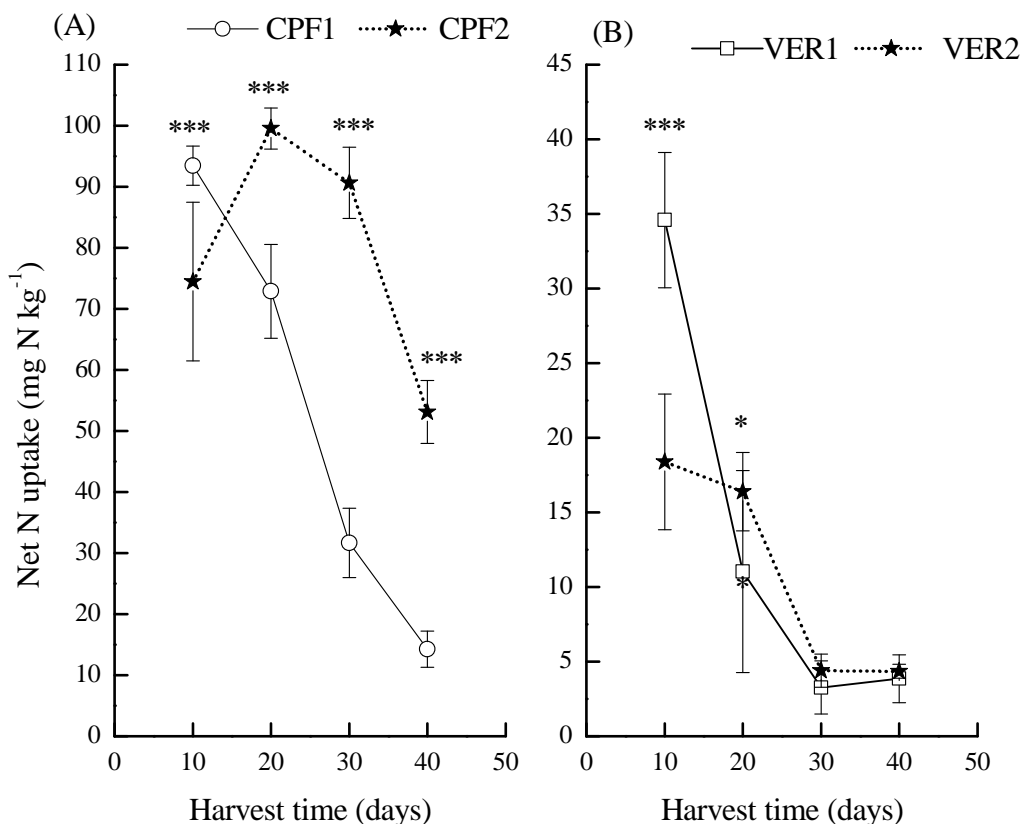 (A) CPF1 CPF2
110
100
90
80
70
60
50
40
30
20
10
0
*** *** *** ***
0 10 20 30 40 50
Harvest time (days)
Net N uptake (mg N kg⁻¹)
(B) VER1 VER2
45
40
35
30
25
20
15
10
5
0
*** * *
0 10 20 30 40 50
Harvest time (days)